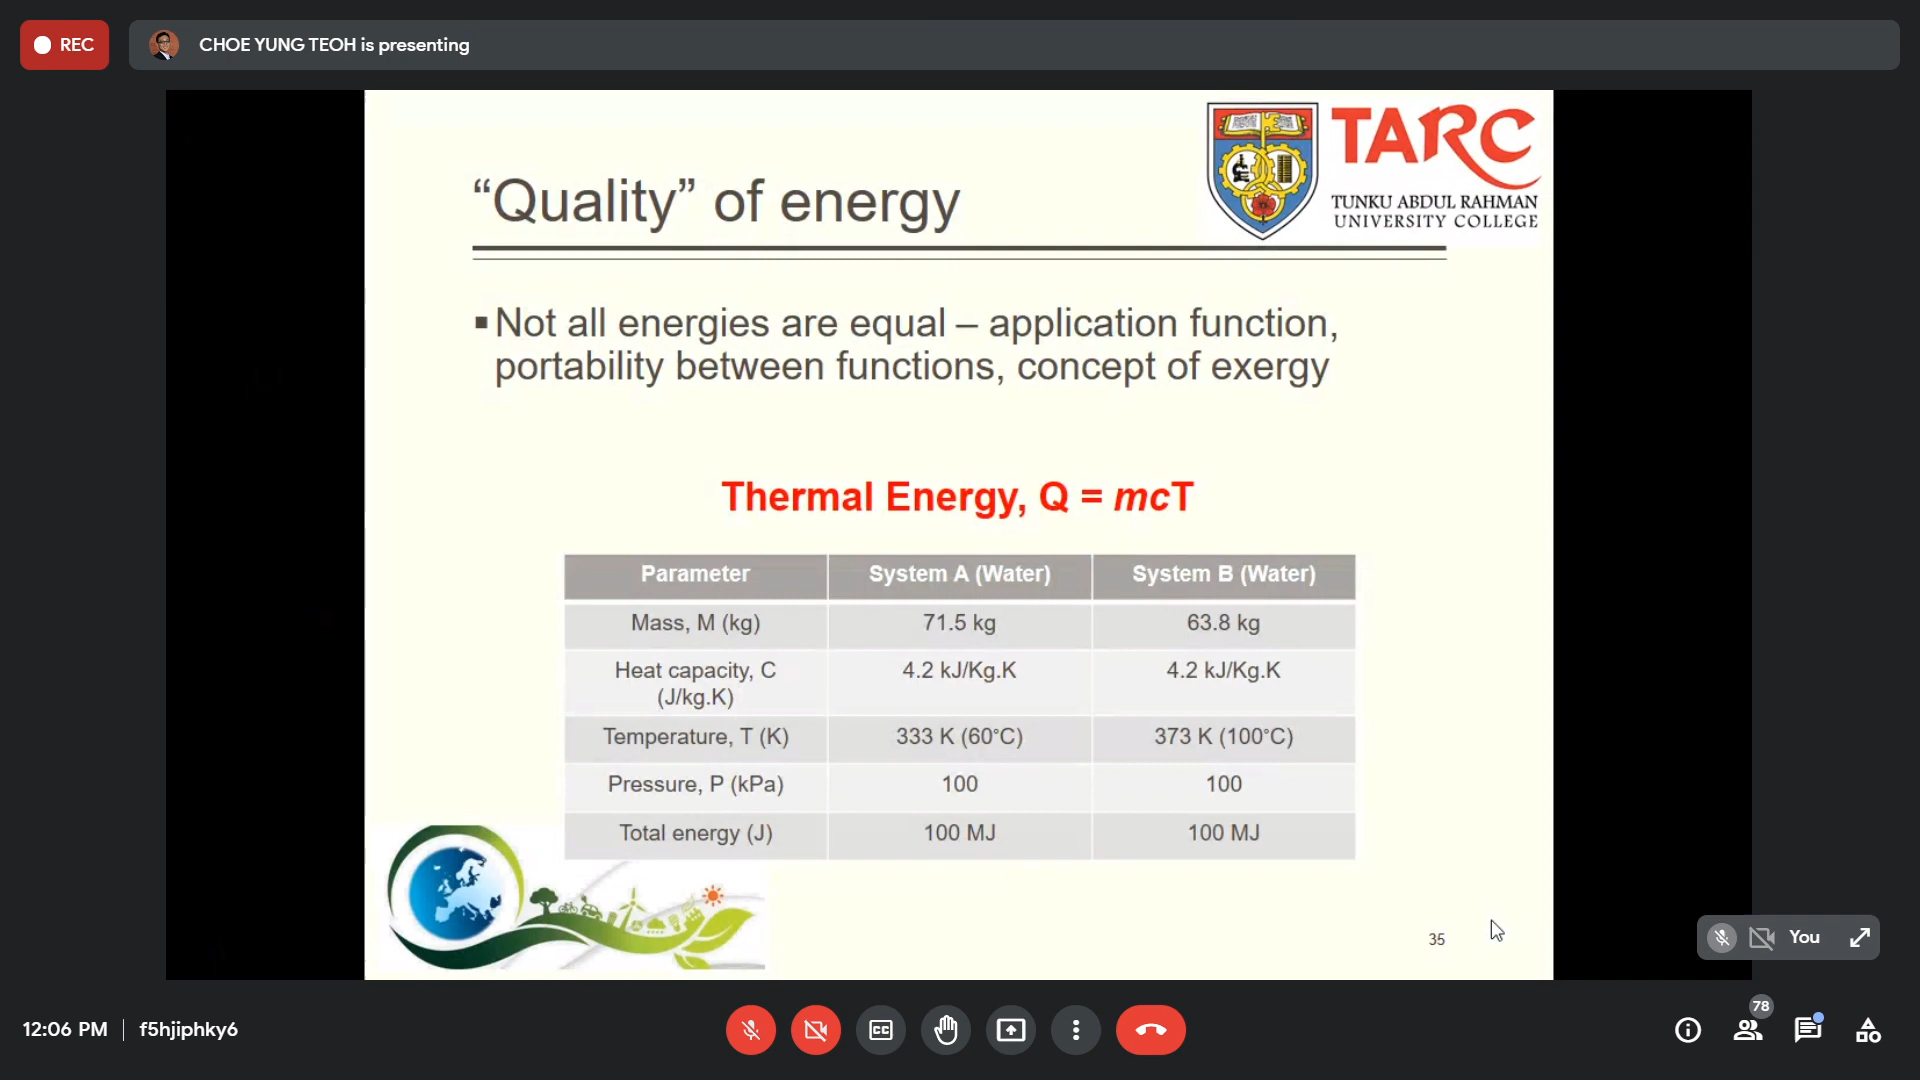 REC
CHOE YUNG TEOH is presenting
TARC
TUNKU ABDUL RAHMAN
UNIVERSITY COLLEGE
“Quality” of energy
▪Not all energies are equal – application function,
portability between functions, concept of exergy
Thermal Energy, Q = mcT
Parameter System A (Water) System B (Water)
Mass, M (kg) 71.5 kg 63.8 kg
Heat capacity, C 4.2 kJ/Kg.K 4.2 kJ/Kg.K
(J/kg.K)
Temperature, T (K) 333 K (60°C) 373 K (100°C)
Pressure, P (kPa) 100 100
Total energy (J) 100 MJ 100 MJ
35
You
12:06 PM | f5hjiphky6
CC
78